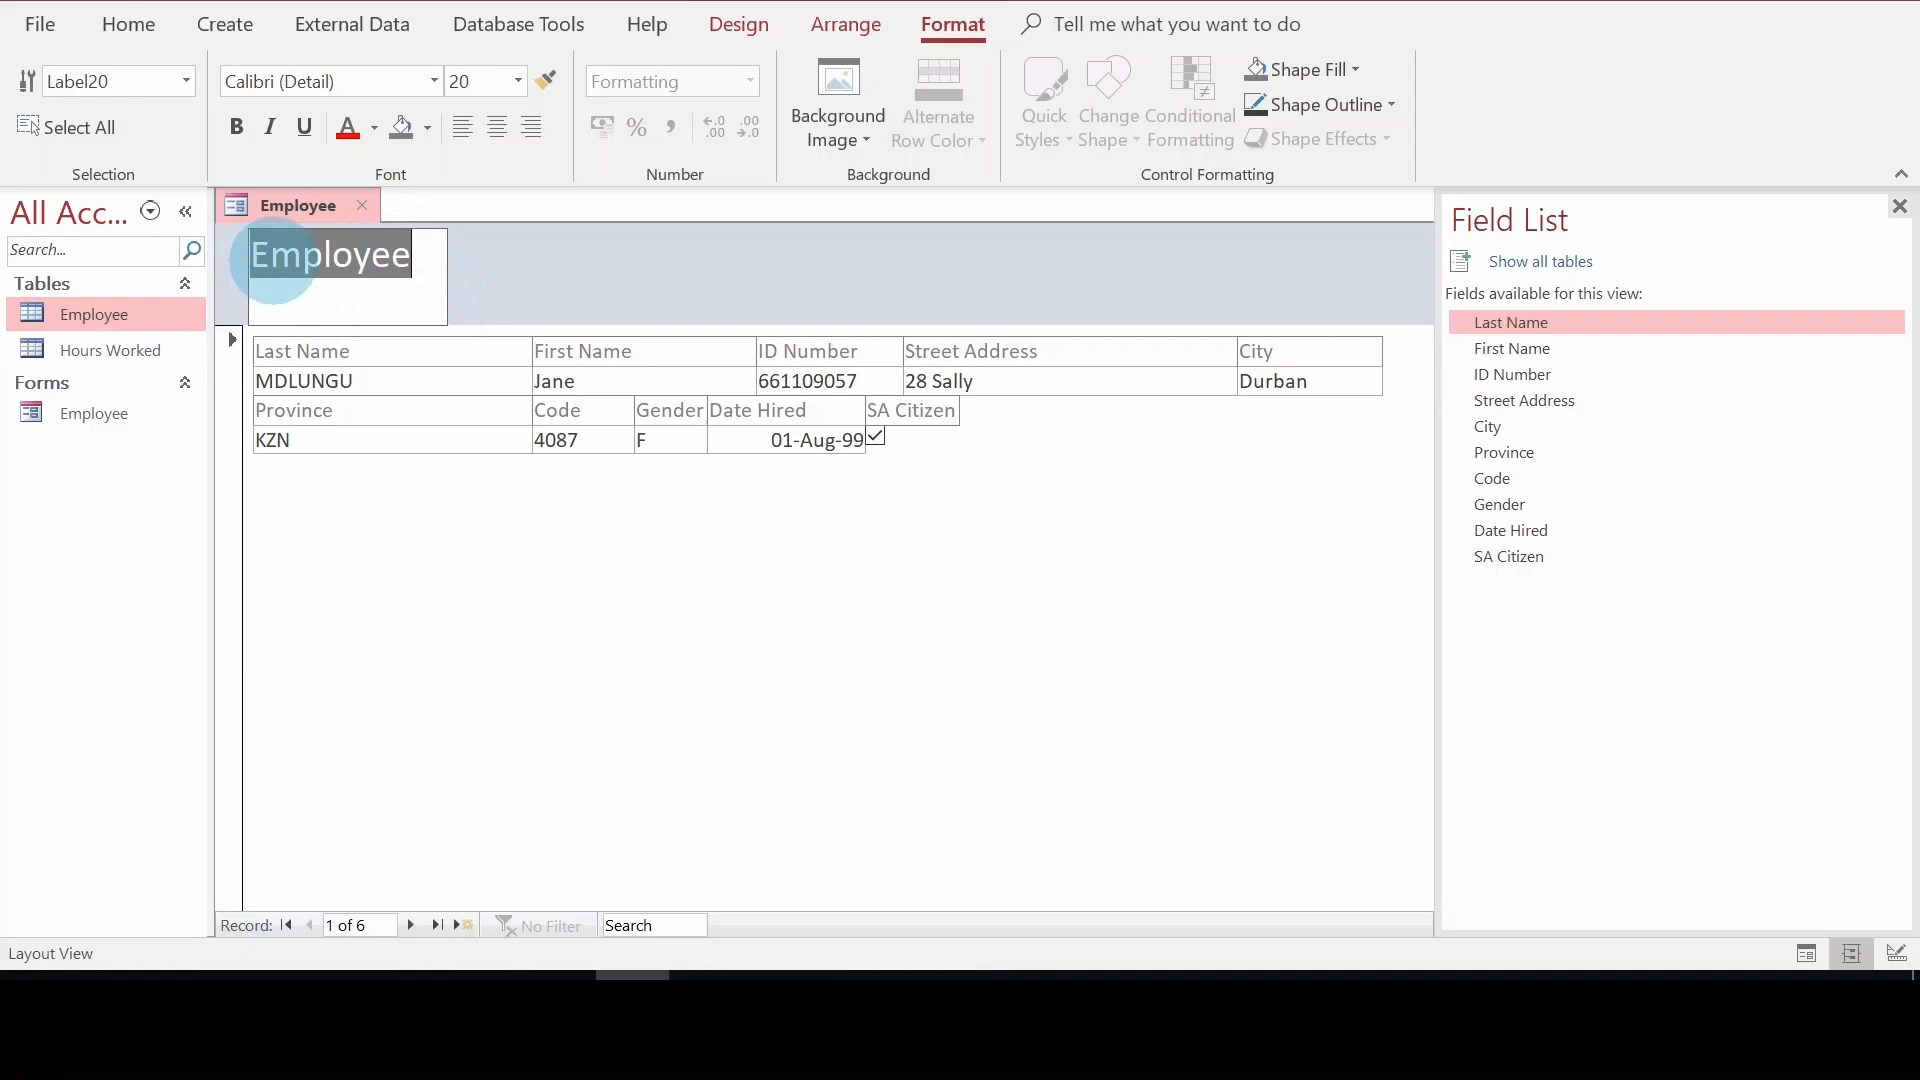 File Home Create External Data Database Tools Help Design Arrange Format Tell me what you want to do
Label20 Calibri (Detail) 20 Formatting Shape Fill
Select All B I U A % , .00 .00 Background Image Alternate Row Color Quick Styles Change Shape Conditional Formatting Shape Outline
Shape Effects
Selection Font Number Background Control Formatting
All Acc...
Search...
Tables
Employee
Hours Worked
Forms
Employee
Employee
Employee
Last Name First Name ID Number Street Address City
MDLUNGU Jane 661109057 28 Sally Durban
Province Code Gender Date Hired SA Citizen
KZN 4087 F 01-Aug-99
Field List
Show all tables
Fields available for this view:
Last Name
First Name
ID Number
Street Address
City
Province
Code
Gender
Date Hired
SA Citizen
Record: 1 of 6 No Filter Search
Layout View